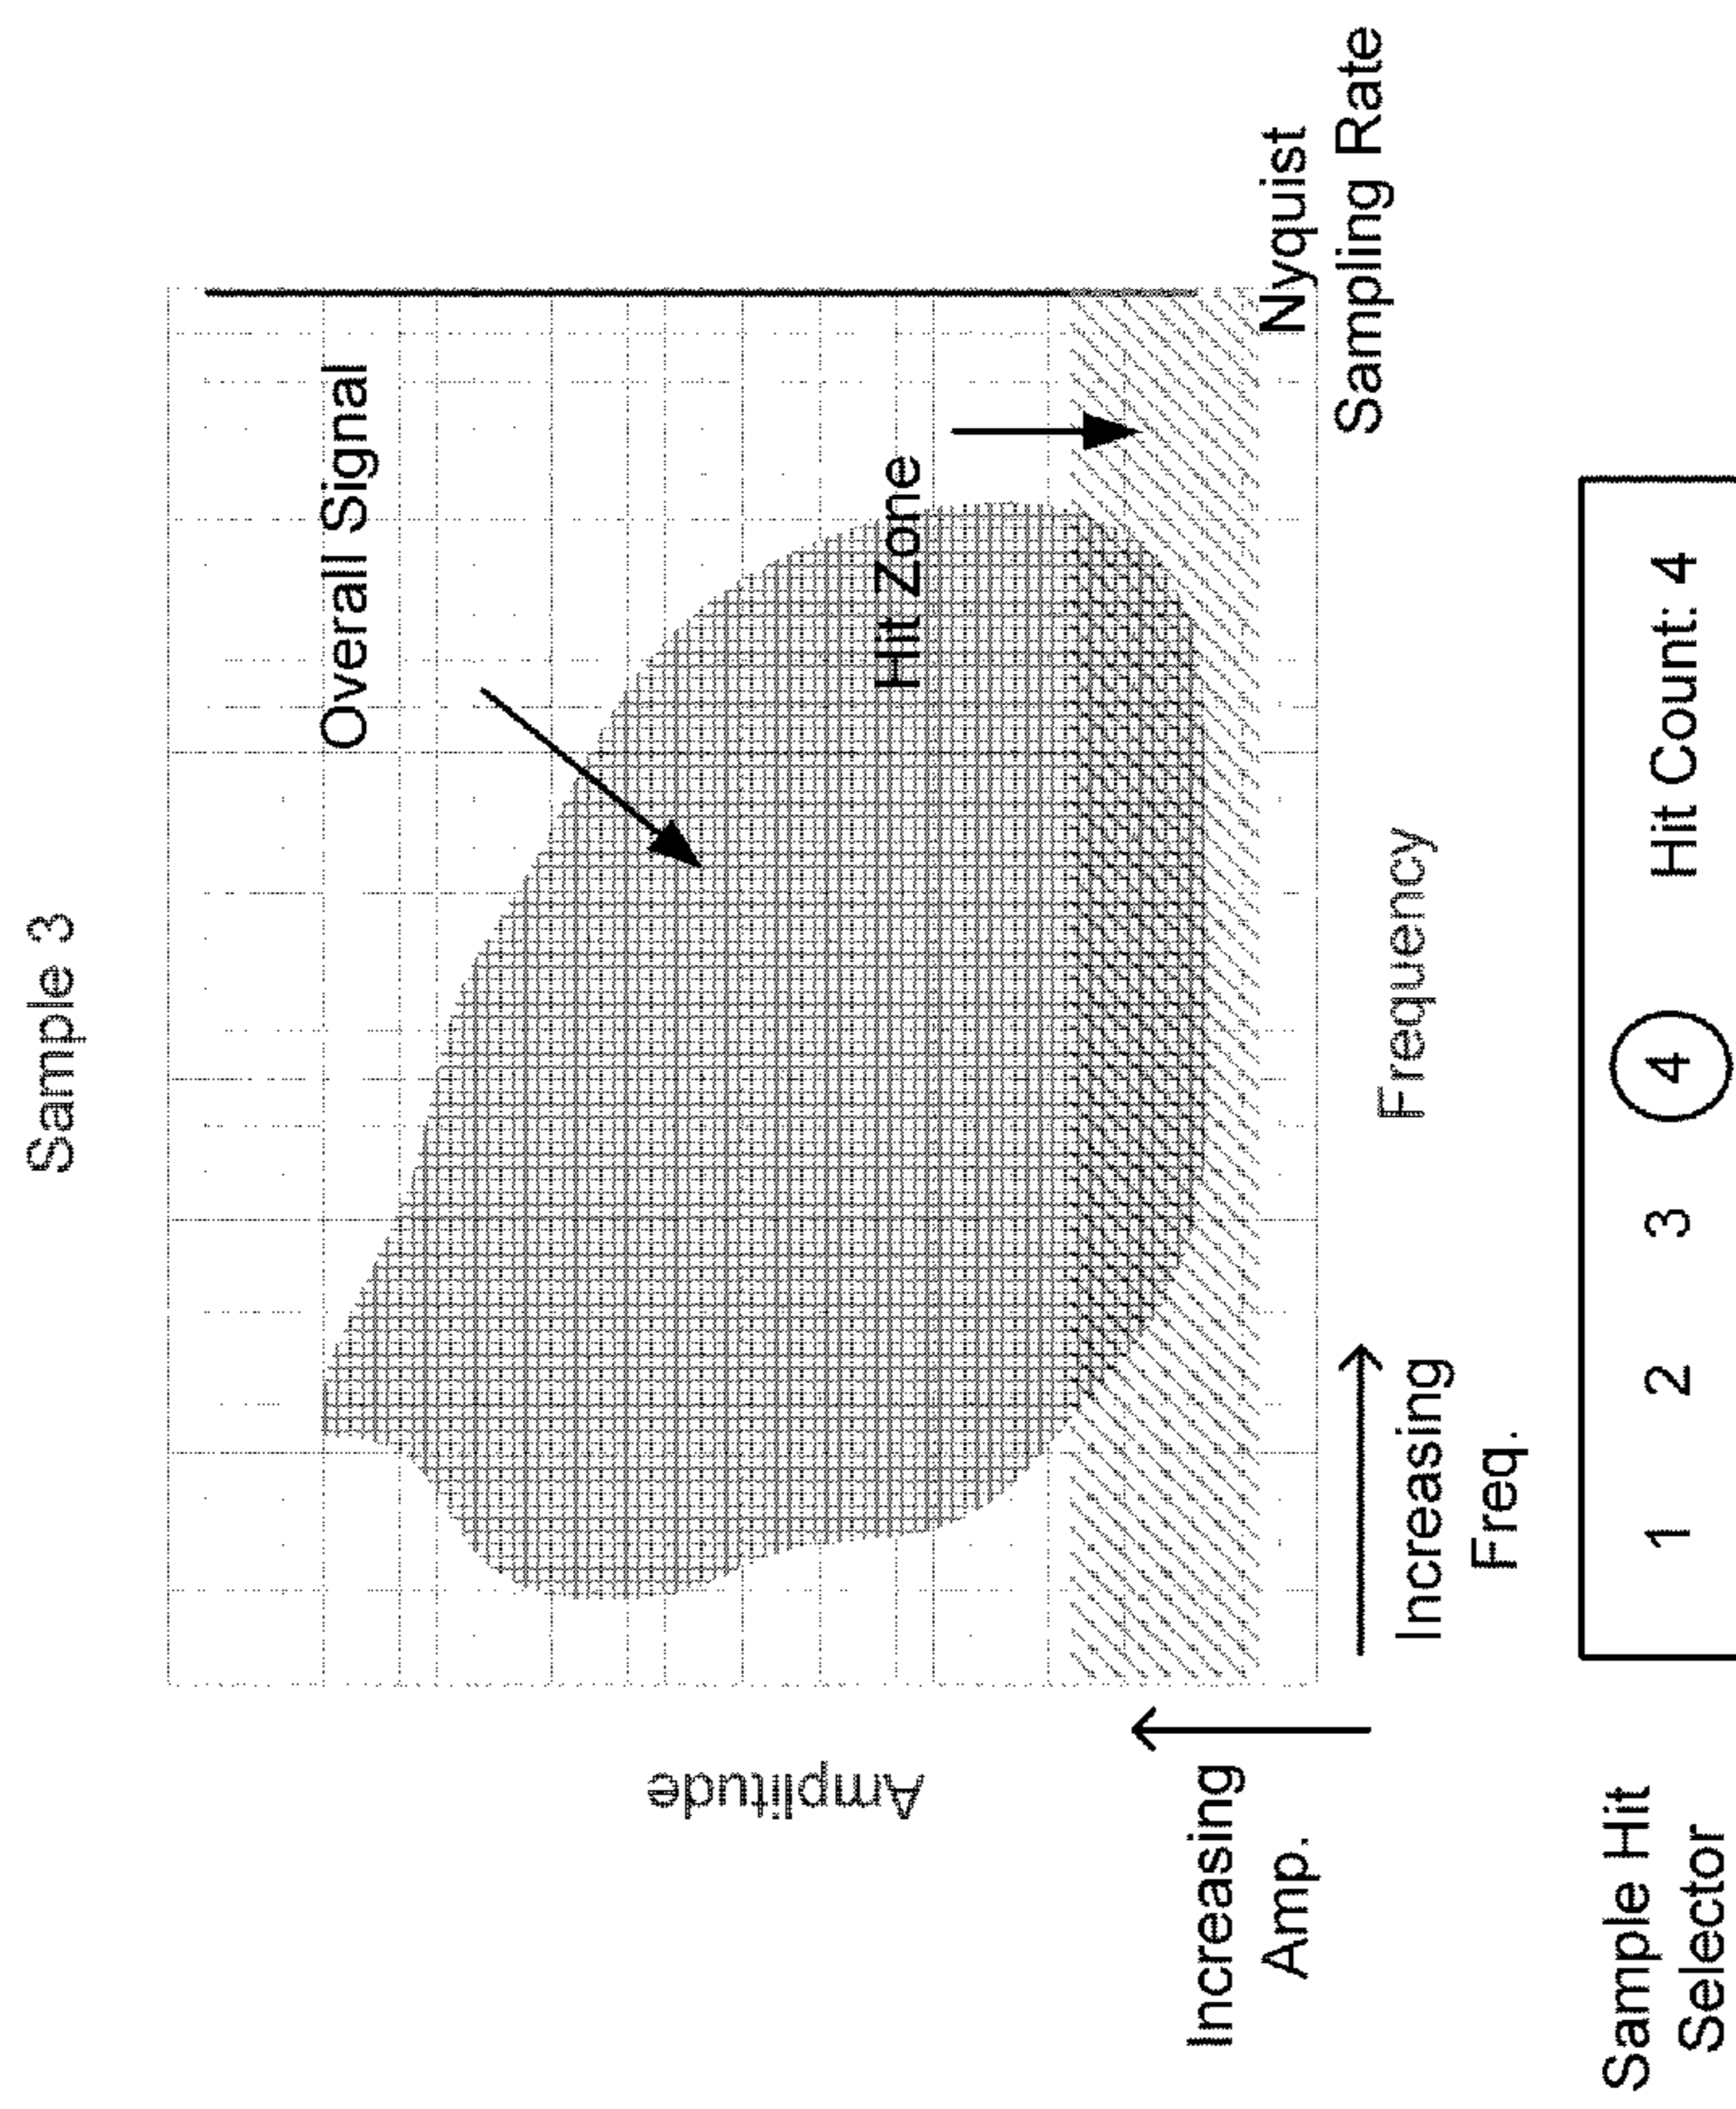 Sample 3
Overall Signal
Hit Zone
Amplitude
Increasing
Amp.
Nyquist
Sampling Rate
Frequency
Increasing
Freq.
Sample Hit
Selector
1 2 3 4 Hit Count: 4